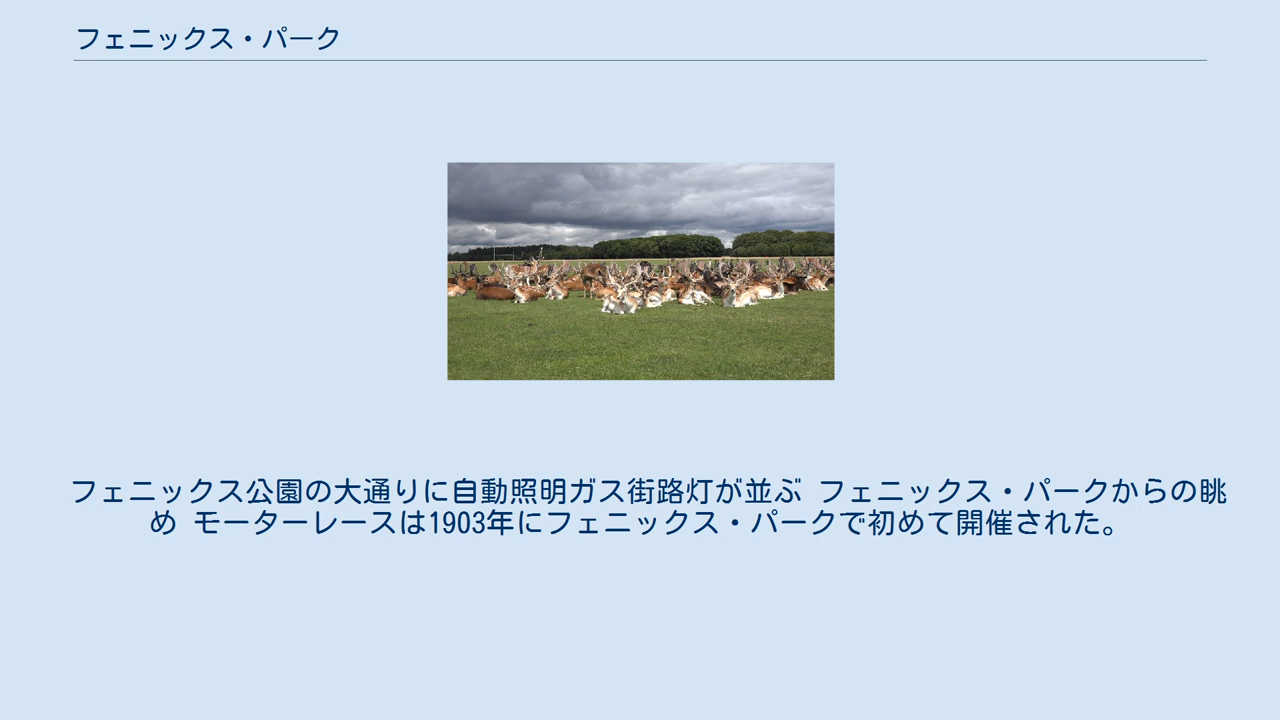 フェニックス・パーク
フェニックス公園の大通りに自動照明ガス街路灯が並ぶ フェニックス・パークからの眺
め モーターレースは1903年にフェニックス・パークで初めて開催された。